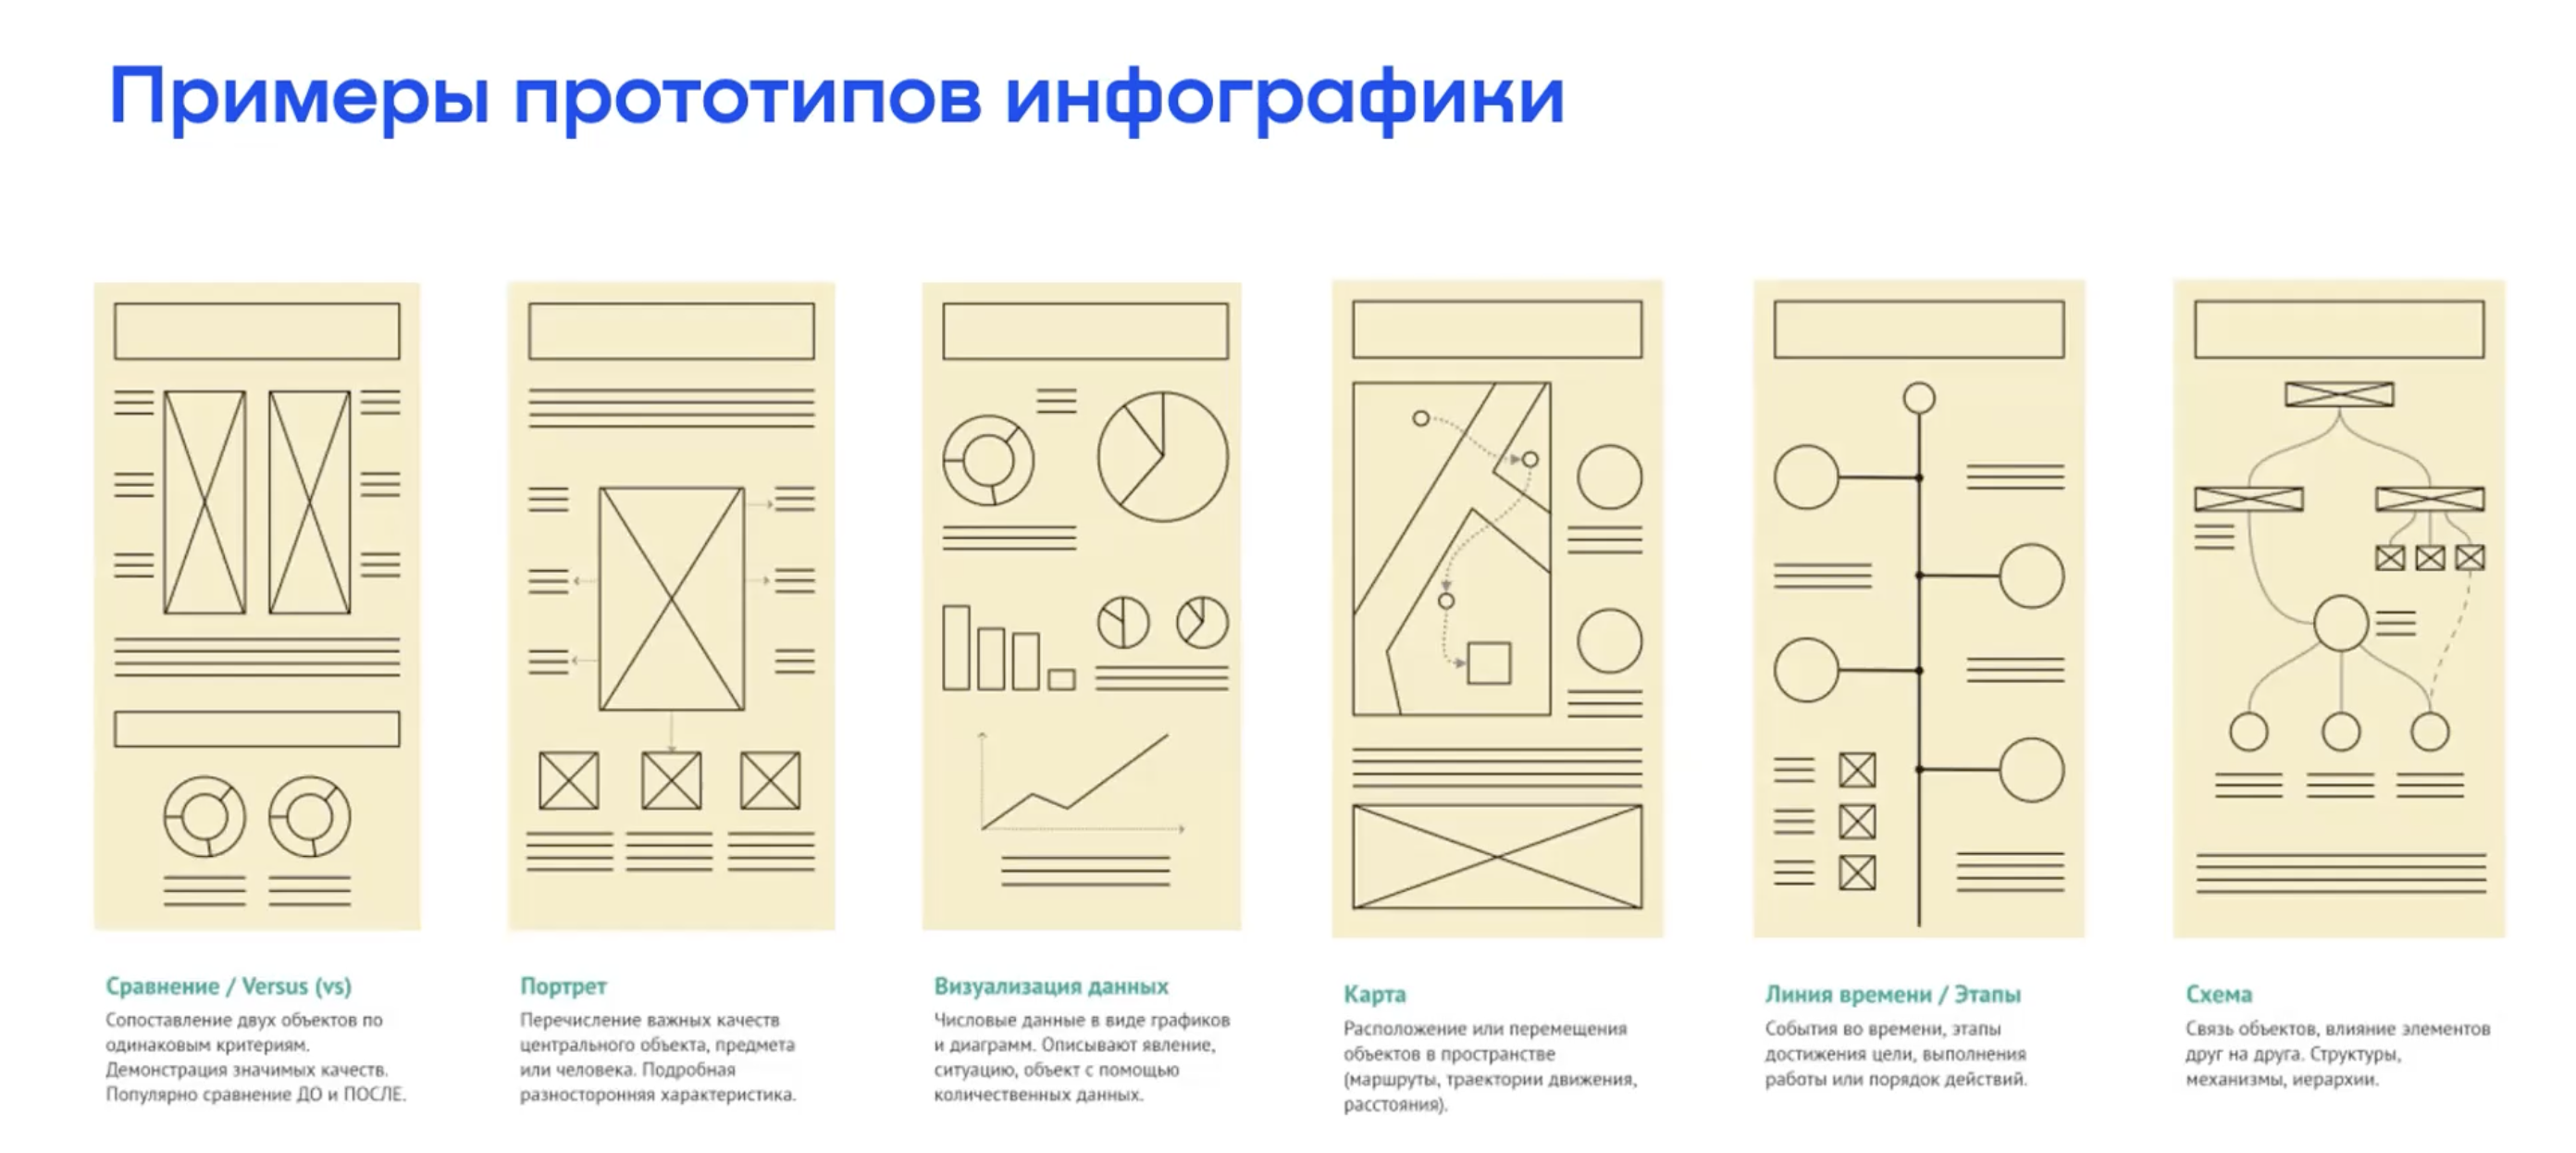 Примеры прототипов инфографики
Сравнение / Versus (vs)
Сопоставление двух объектов по
одинаковым критериям.
Демонстрация значимых качеств.
Популярно сравнение ДО и ПОСЛЕ.
Портрет
Перечисление важных качеств
центрального объекта, предмета
или человека. Подробная
разносторонняя характеристика.
Визуализация данных
Числовые данные в виде графиков
и диаграмм. Описывают явление,
ситуацию, объект с помощью
количественных данных.
Карта
Расположение или перемещения
объектов в пространстве
(маршруты, траектории движения,
расстояния).
Линия времени / Этапы
События во времени, этапы
достижения цели, выполнения
работы или порядок действий.
Схема
Связь объектов, влияние элементов
друг на друга. Структуры,
механизмы, иерархии.